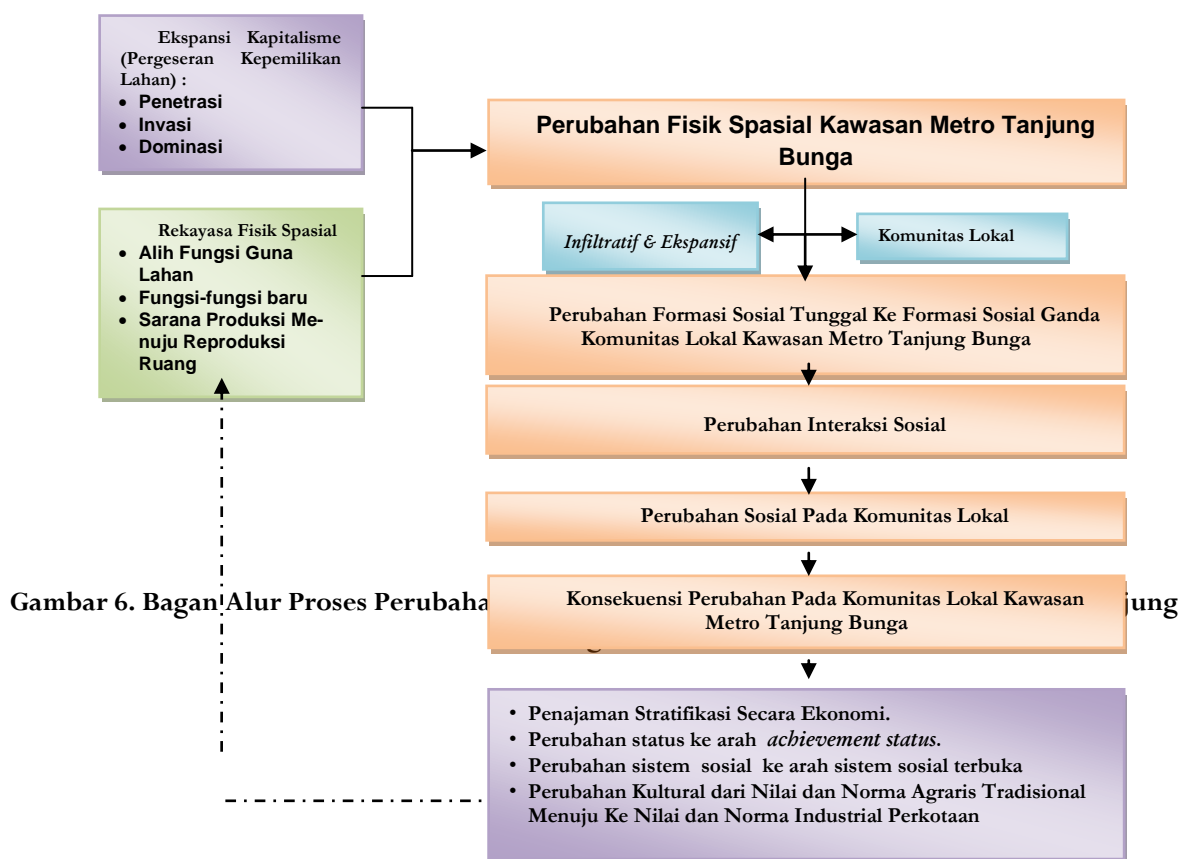 Ekspansi Kapitalisme
(Pergeseran Kepemilikan
Lahan) :
• Penetrasi
• Invasi
• Dominasi
Perubahan Fisik Spasial Kawasan Metro Tanjung
Bunga
Rekayasa Fisik Spasial
• Alih Fungsi Guna
Lahan
• Fungsi-fungsi baru
• Sarana Produksi Me-
nuju Reproduksi
Ruang
Infiltratif & Ekspansif
Komunitas Lokal
Perubahan Formasi Sosial Tunggal Ke Formasi Sosial Ganda
Komunitas Lokal Kawasan Metro Tanjung Bunga
Perubahan Interaksi Sosial
Perubahan Sosial Pada Komunitas Lokal
Gambar 6. Bagan Alur Proses
Konsekuensi Perubahan Pada Komunitas Lokal Kawasan
Metro Tanjung Bunga
• Penajaman Stratifikasi Secara Ekonomi.
• Perubahan status ke arah achievement status.
• Perubahan sistem sosial ke arah sistem sosial terbuka
• Perubahan Kultural dari Nilai dan Norma Agraris Tradisional
Menuju Ke Nilai dan Norma Industrial Perkotaan